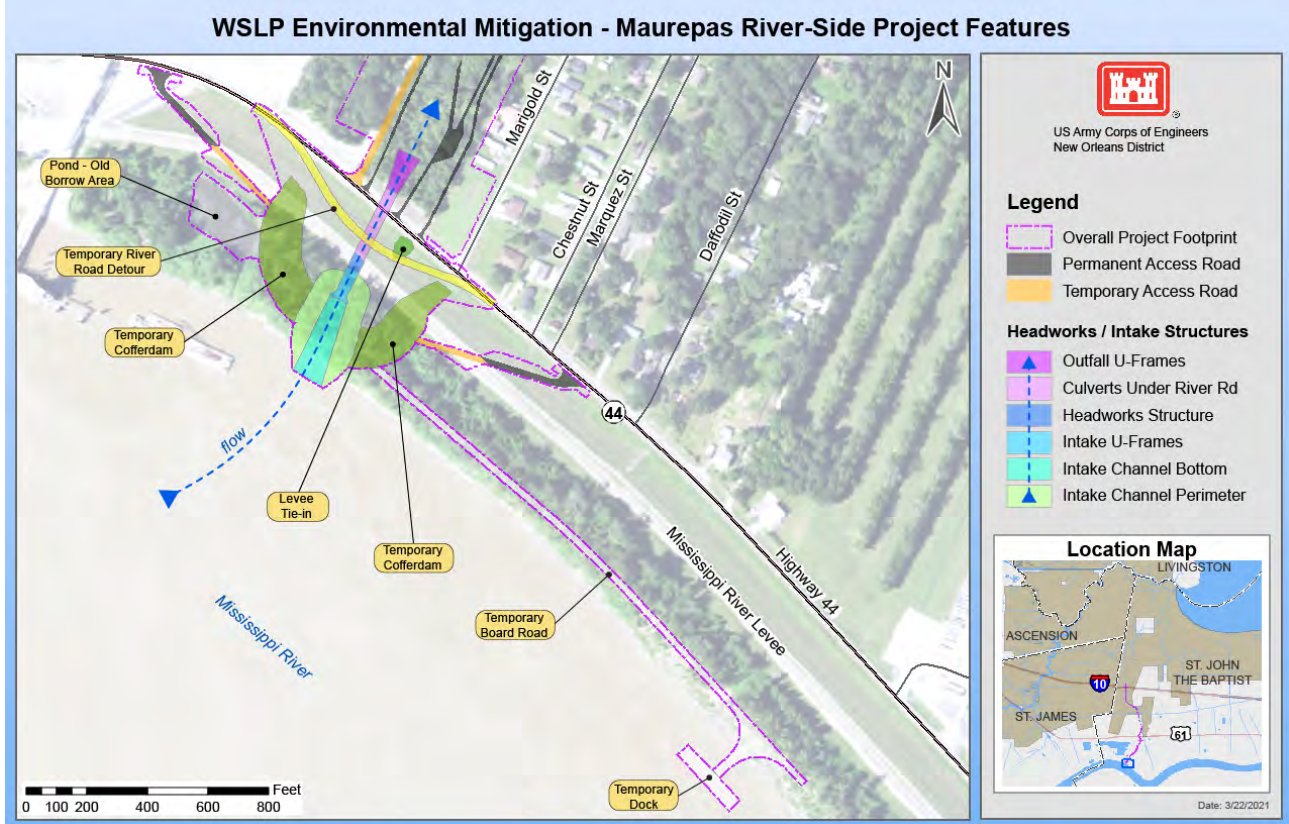 WSLP Environmental Mitigation - Maurepas River-Side Project Features
N
Marigold St
Chestnut St
Marquez St
Daffodil St
Pond - Old
Borrow Area
Temporary River
Road Detour
Temporary
Cofferdam
flow
Levee
Tie-in
Temporary
Cofferdam
44
Mississippi River Levee
Highway 44
Mississippi River
Temporary
Board Road
Temporary
Dock
Feet
0 100 200 400 600 800
®
US Army Corps of Engineers
New Orleans District
Legend
Overall Project Footprint
Permanent Access Road
Temporary Access Road
Headworks / Intake Structures
Outfall U-Frames
Culverts Under River Rd
Headworks Structure
Intake U-Frames
Intake Channel Bottom
Intake Channel Perimeter
Location Map
LIVINGSTON
ASCENSION
ST. JOHN
THE BAPTIST
10
ST. JAMES
61
Date: 3/22/2021